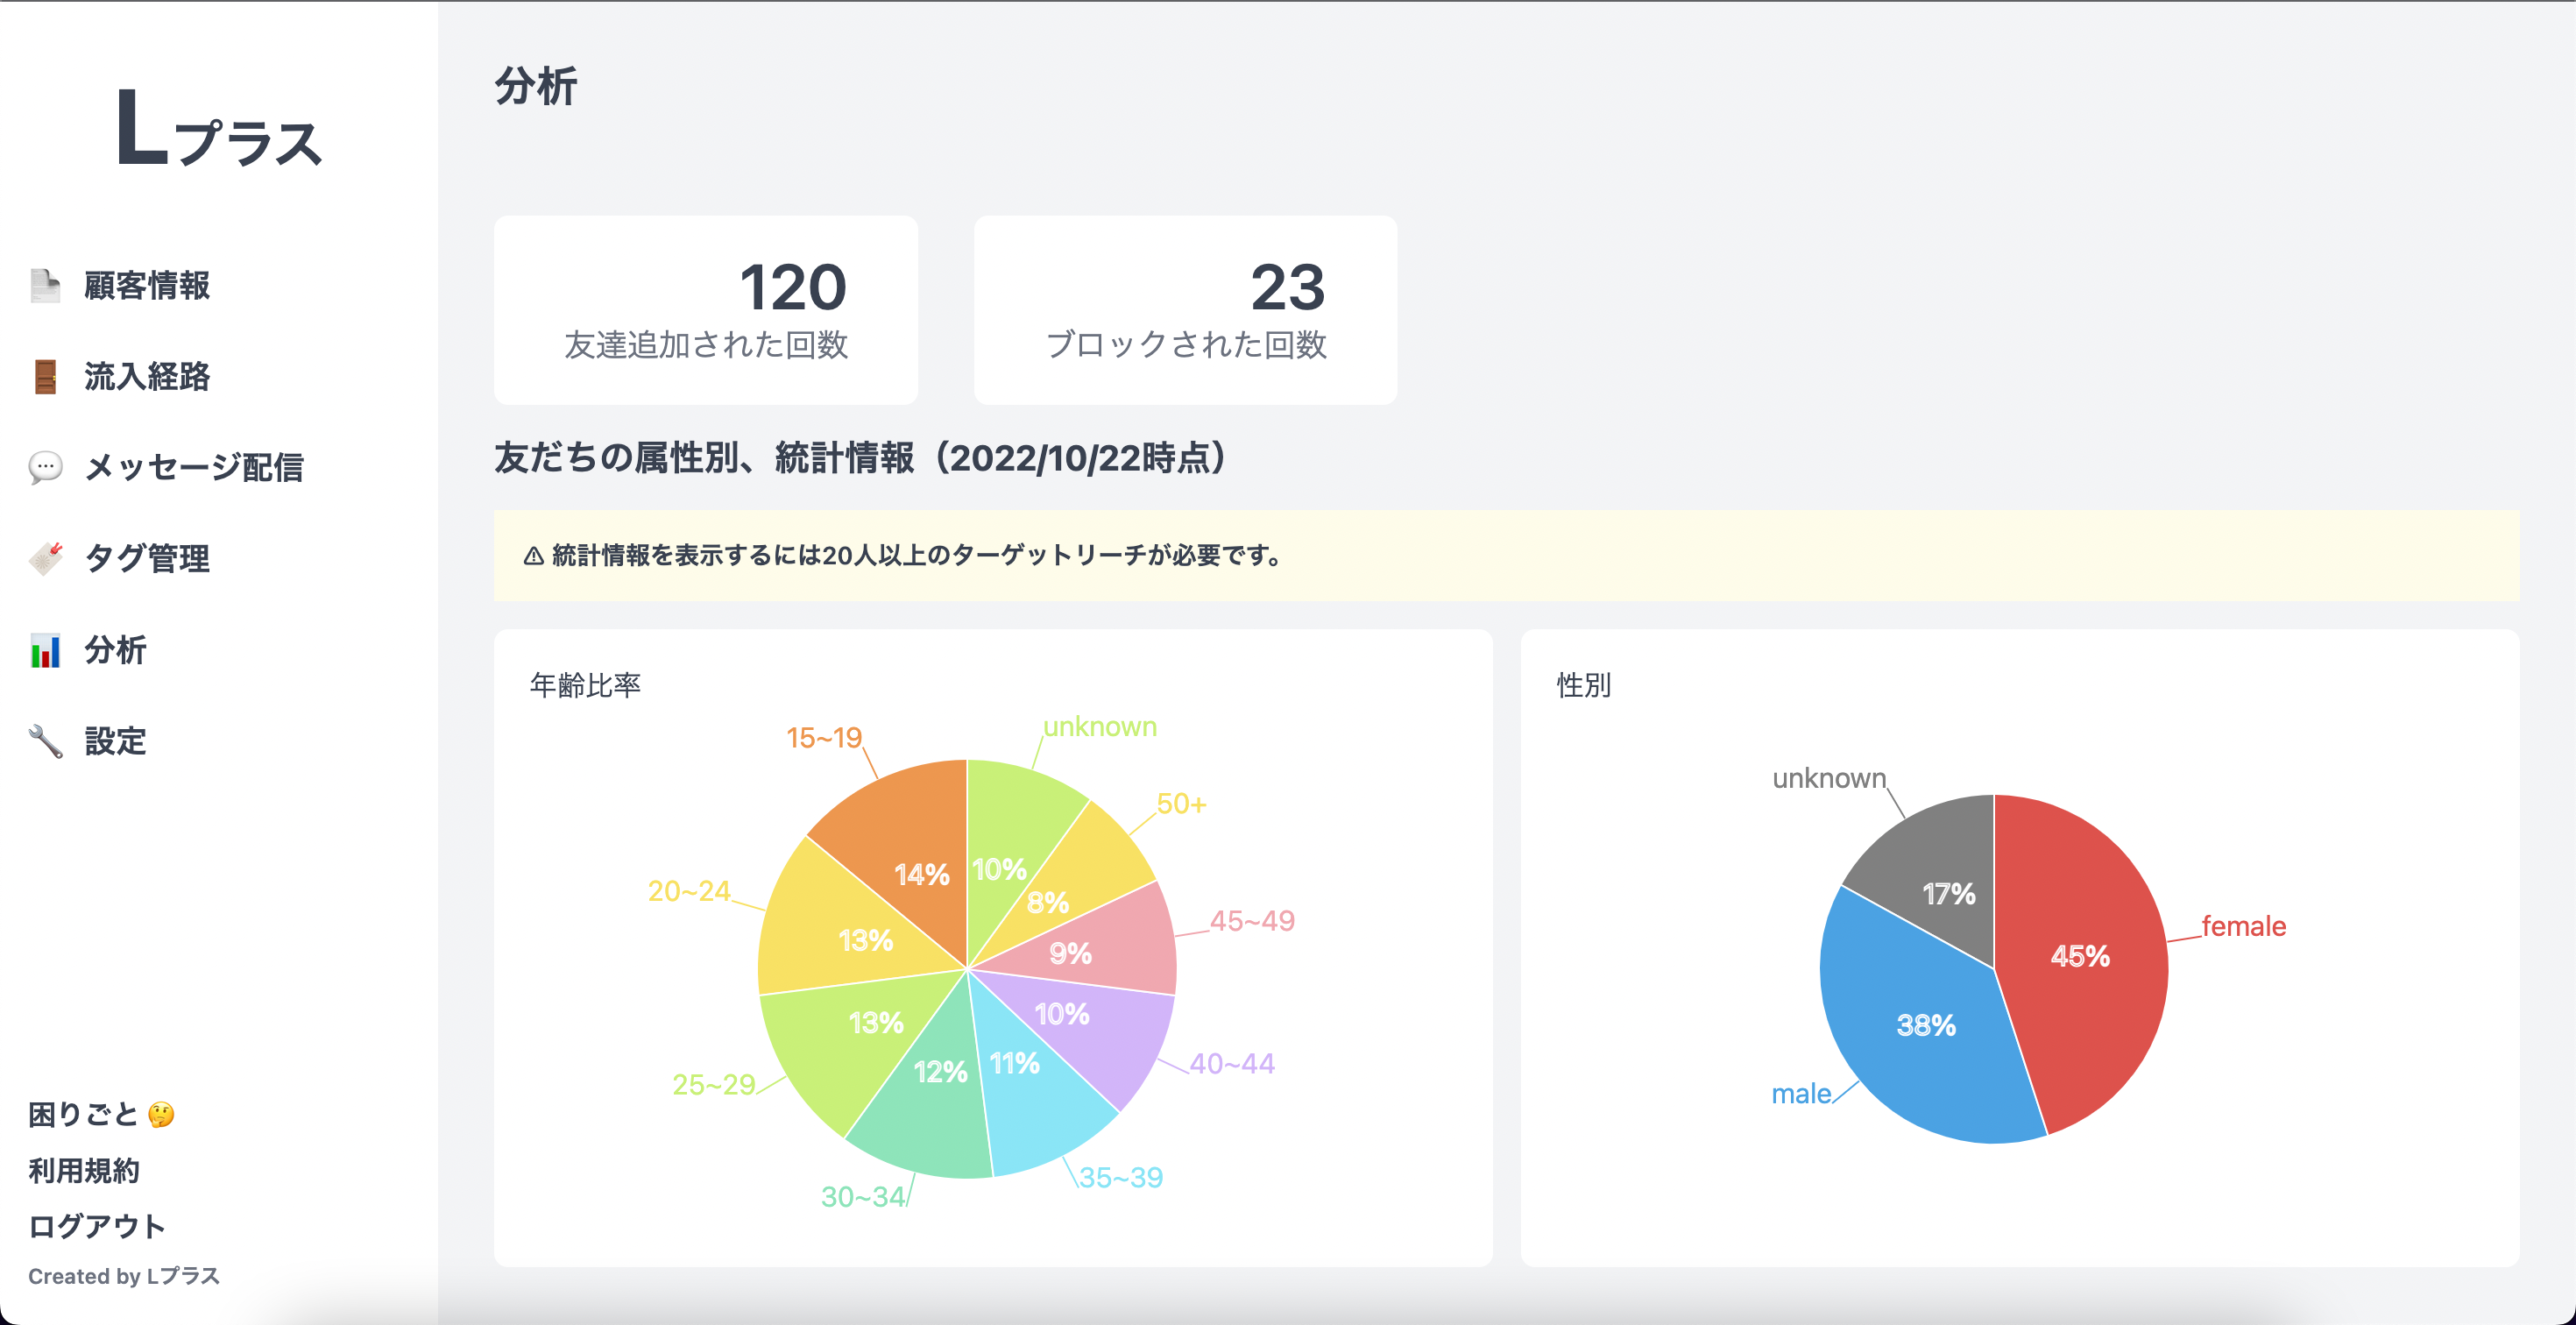 Lプラス
顧客情報
流入経路
メッセージ配信
タグ管理
分析
設定
困りごと 🤔
利用規約
ログアウト
Created by Lプラス
分析
120
友達追加された回数
23
ブロックされた回数
友だちの属性別、統計情報（2022/10/22時点）
⚠ 統計情報を表示するには20人以上のターゲットリーチが必要です。
年齢比率
unknown
10%
50+
8%
45~49
9%
40~44
10%
35~39
11%
30~34
12%
25~29
13%
20~24
13%
15~19
14%
性別
unknown
17%
female
45%
male
38%